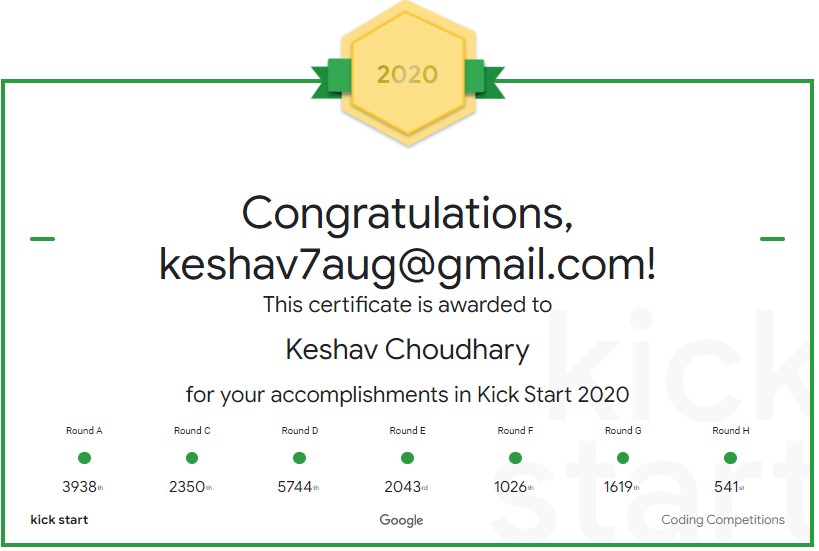 2020
Congratulations,
keshav7aug@gmail.com!
This certificate is awarded to
Keshav Choudhary
for your accomplishments in Kick Start 2020
Round A Round C Round D Round E Round F Round G Round H
3938th 2350th 5744th 2043rd 1026th 1619th 541st
kick start Google Coding Competitions
kick
start